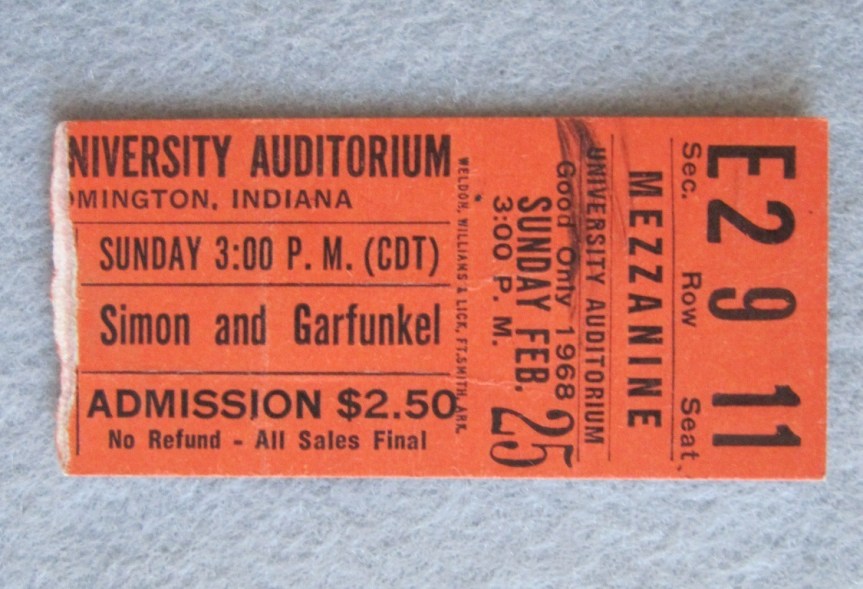 NIVERSITY AUDITORIUM
MINGTON, INDIANA
SUNDAY 3:00 P. M. (CDT)
Simon and Garfunkel
ADMISSION $2.50
No Refund - All Sales Final
WELDON, WILLIAMS & LICK, FT. SMITH, ARK.
3:00 P. M.
SUNDAY FEB. 25
Good Only 1968
UNIVERSITY AUDITORIUM
MEZZANINE
Sec. Row Seat
E2 9 11